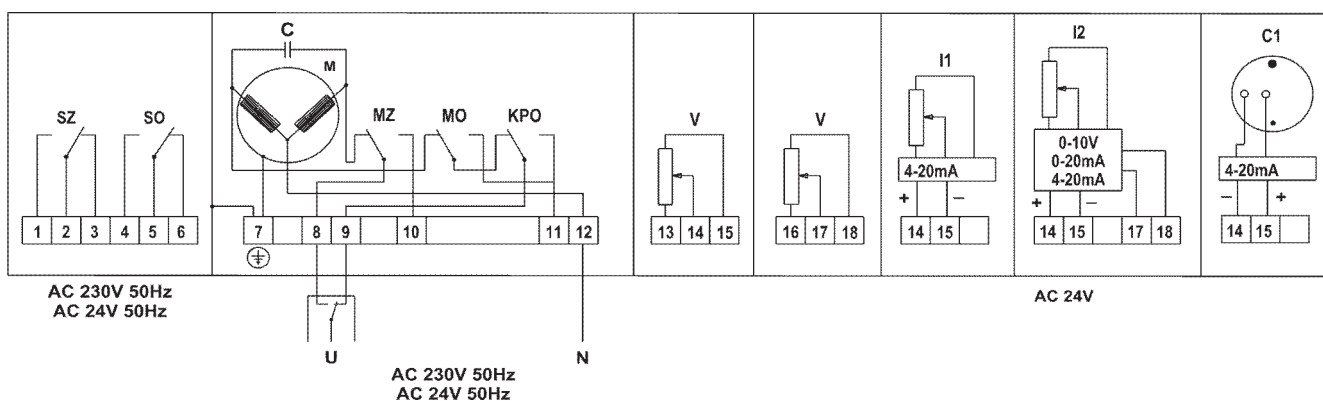 C
M
SZ SO MZ MO KPO
V
V
I1
4-20mA
+ −
I2
0-10V
0-20mA
4-20mA
+ −
C1
4-20mA
− +
1 2 3 4 5 6
7 8 9 10 11 12
13 14 15
16 17 18
14 15
14 15 17 18
14 15
AC 230V 50Hz
AC 24V 50Hz
AC 24V
U N
AC 230V 50Hz
AC 24V 50Hz